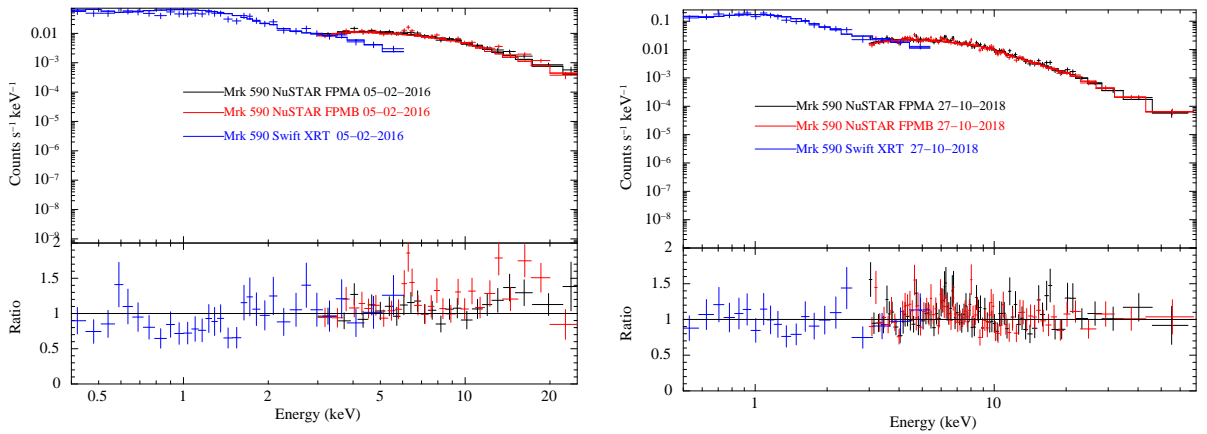 0.01
10⁻³
10⁻⁴
10⁻⁵
10⁻⁶
10⁻⁷
10⁻⁸
10⁻⁹
Counts s⁻¹ keV⁻¹
Mrk 590 NuSTAR FPMA 05−02−2016
Mrk 590 NuSTAR FPMB 05−02−2016
Mrk 590 Swift XRT 05−02−2016
2
1.5
1
0.5
0
Ratio
0.5
1
2
5
10
20
Energy (keV)
0.1
0.01
10⁻³
10⁻⁴
10⁻⁵
10⁻⁶
10⁻⁷
10⁻⁸
Counts s⁻¹ keV⁻¹
Mrk 590 NuSTAR FPMA 27−10−2018
Mrk 590 NuSTAR FPMB 27−10−2018
Mrk 590 Swift XRT 27−10−2018
2
1.5
1
0.5
0
Ratio
1
10
Energy (keV)